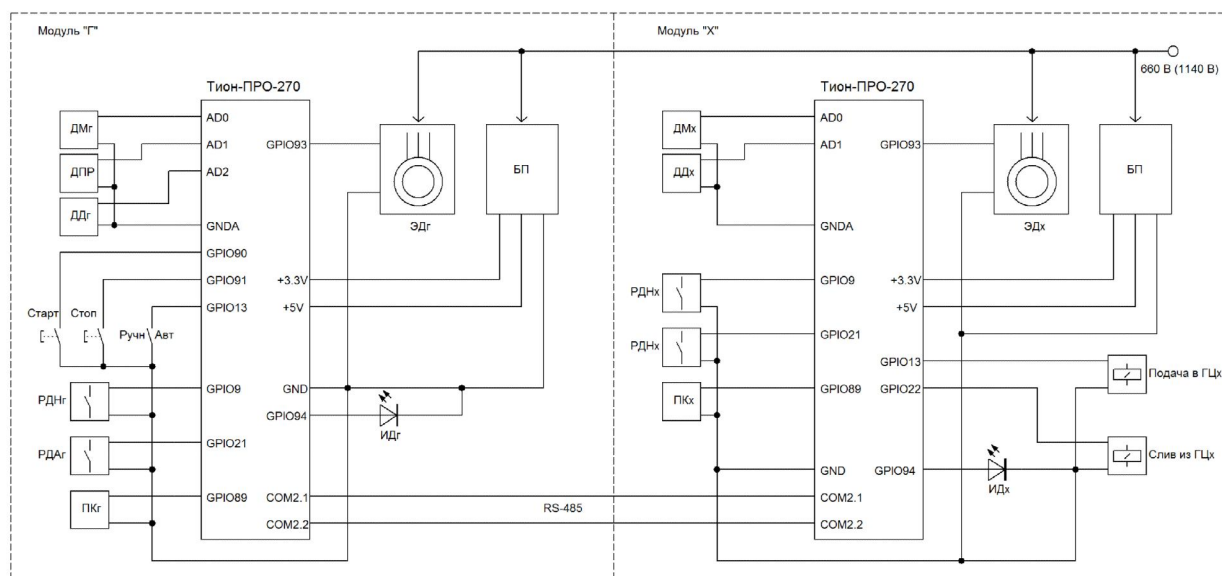 Модуль "Г"
Модуль "Х"
660 В (1140 В)
Тион-ПРО-270
Тион-ПРО-270
ДМг
ДПР
ДДг
AD0
AD1
AD2
GNDA
GPIO90
GPIO91
GPIO13
GPIO9
GPIO21
GPIO89
GPIO93
+3.3V
+5V
GND
GPIO94
COM2.1
COM2.2
Старт
Стоп
Ручн
Авт
РДНг
РДАг
ПКг
ЭДг
БП
ИДг
RS-485
ДМх
ДДх
РДНх
РДНх
ПКх
AD0
AD1
GNDA
GPIO9
GPIO21
GPIO89
GND
COM2.1
COM2.2
GPIO93
+3.3V
+5V
GPIO13
GPIO22
GPIO94
ЭДх
БП
ИДх
Подача в ГЦх
Слив из ГЦх